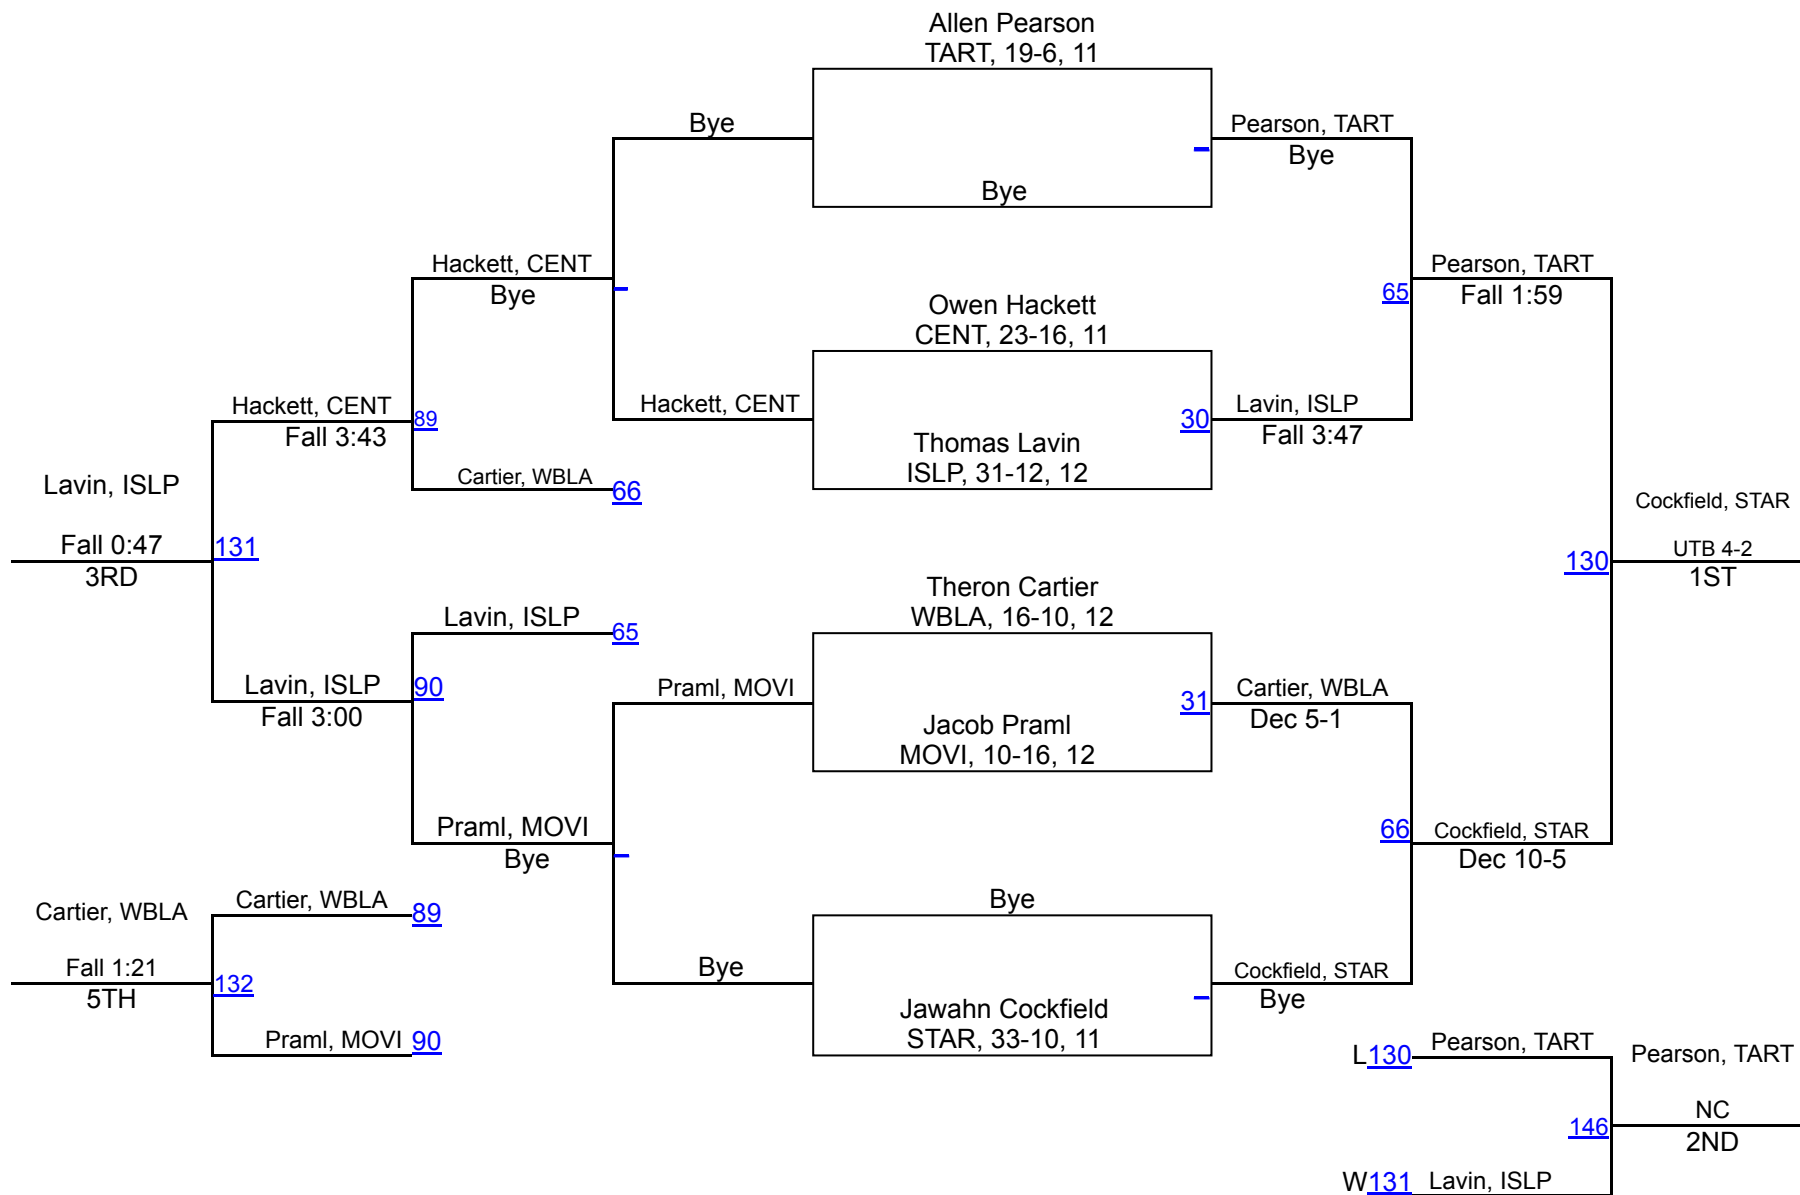 Allen Pearson
TART, 19-6, 11
Bye
Pearson, TART
Bye
Bye
Hackett, CENT
Bye
Pearson, TART
65
Fall 1:59
Owen Hackett
CENT, 23-16, 11
Hackett, CENT
89
Fall 3:43
Hackett, CENT
30
Lavin, ISLP
Fall 3:47
Thomas Lavin
ISLP, 31-12, 12
Cartier, WBLA
66
Lavin, ISLP
Fall 0:47
131
3RD
Cockfield, STAR
130
UTB 4-2
1ST
Theron Cartier
WBLA, 16-10, 12
Lavin, ISLP
65
Lavin, ISLP
90
Fall 3:00
Praml, MOVI
31
Cartier, WBLA
Dec 5-1
Jacob Praml
MOVI, 10-16, 12
Praml, MOVI
Bye
66
Cockfield, STAR
Dec 10-5
Cartier, WBLA
Cartier, WBLA
89
Bye
Fall 1:21
132
5TH
Bye
Cockfield, STAR
Bye
Jawahn Cockfield
STAR, 33-10, 11
Praml, MOVI
90
L130
Pearson, TART
Pearson, TART
146
NC
2ND
W131
Lavin, ISLP